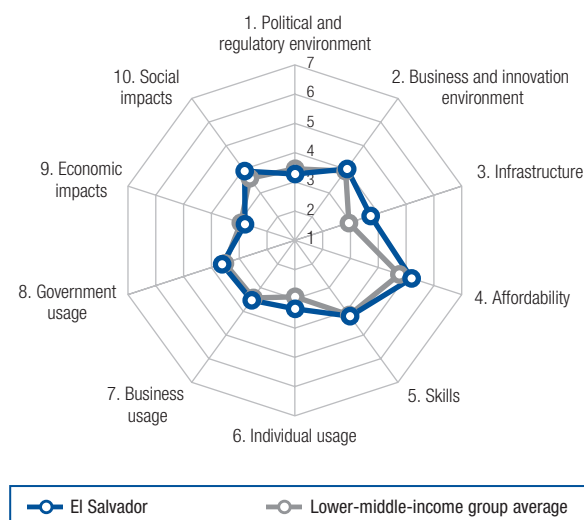 1. Political and
regulatory environment
2. Business and innovation
environment
3. Infrastructure
4. Affordability
5. Skills
6. Individual usage
7. Business
usage
8. Government
usage
9. Economic
impacts
10. Social
impacts
7
6
5
4
3
2
1
El Salvador
Lower-middle-income group average